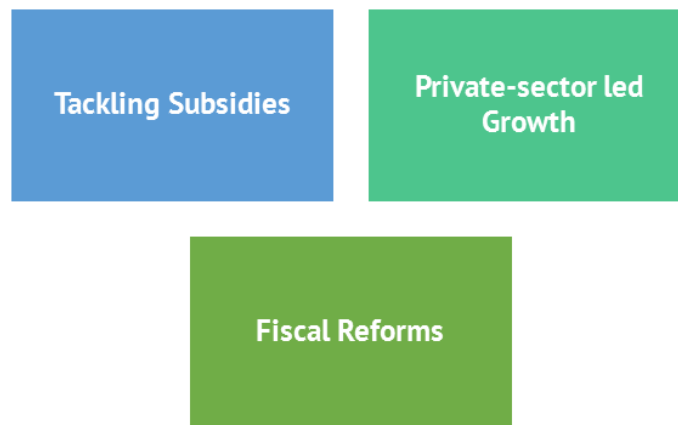 Tackling Subsidies
Private-sector led
Growth
Fiscal Reforms